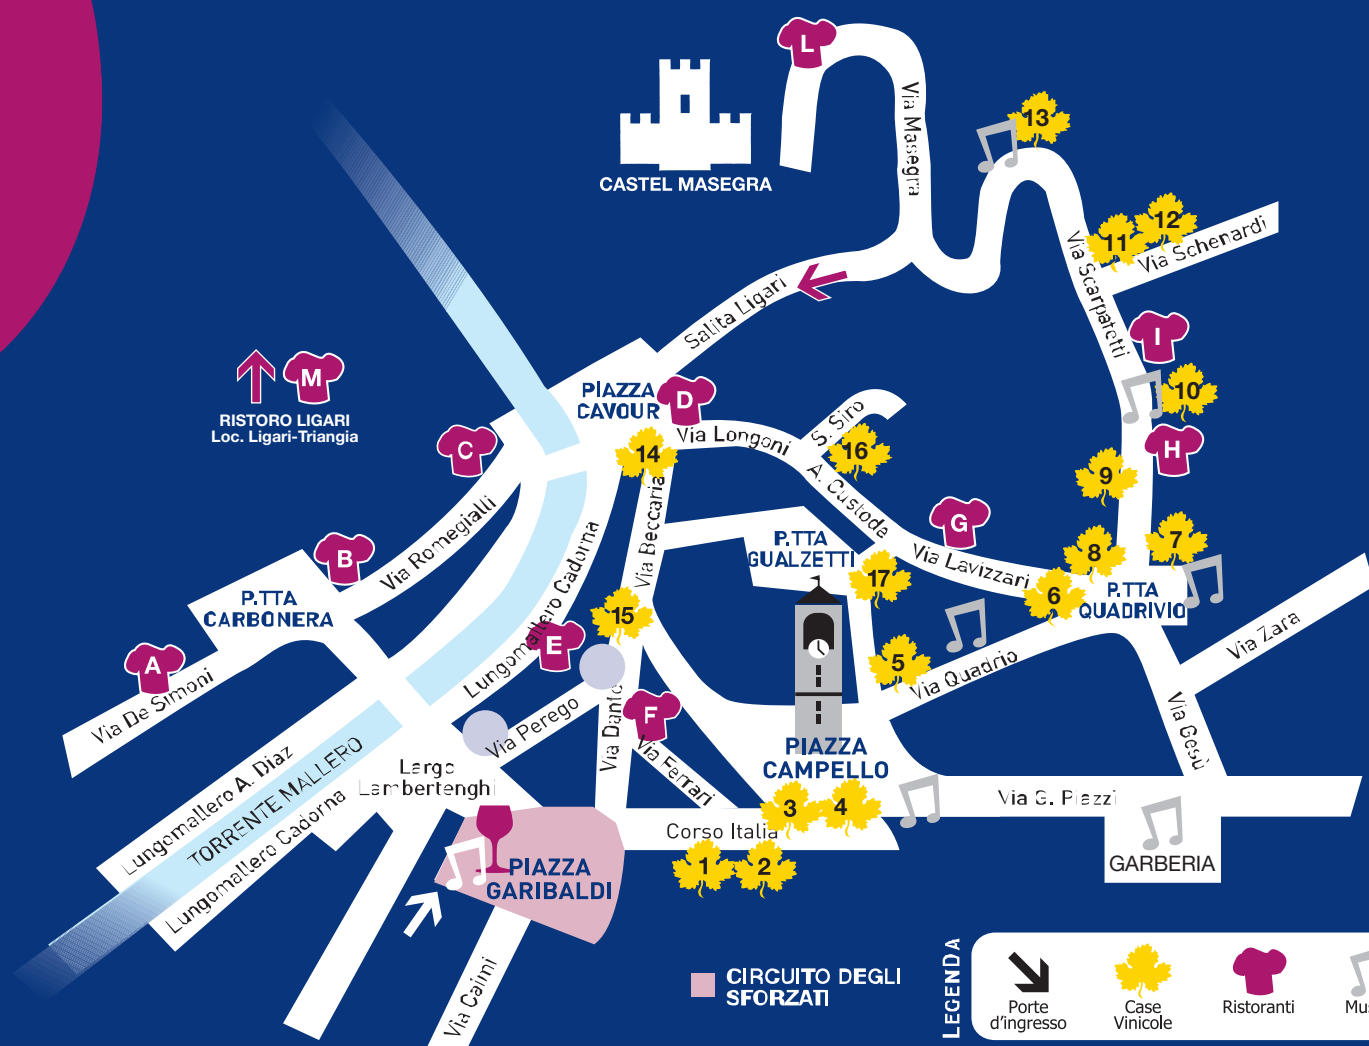 L
Via Masegra
13
CASTEL MASEGRA
12
11
Via Schenardi
Via Scarpatetti
Salita Ligari
I
M
RISTORO LIGARI
Loc. Ligari-Triangia
PIAZZA
CAVOUR
D
10
S. Siro
C
14
Via Longoni
16
H
9
A. Custoda
Via Romegialli
Via Beccaria
G
P.TTA
GUALZETTI
Via Lavizzari
8
7
B
Lungomallero Cadorna
17
6
P.TTA
QUADRIVIO
P.TTA
CARBONERA
15
E
Via Zara
A
5
Via Quadrio
Via De Simoni
Via Perego
Via Dante
F
Via Ferrari
Via Gesù
PIAZZA
CAMPELLO
Largo
Lambertenghi
Lungomallero A. Diaz
TORRENTE MALLERO
Lungomallero Cadorna
3
4
Via G. Piazzi
Corso Italia
GARBERIA
1
2
PIAZZA
GARIBALDI
Via Caimi
CIRCUITO DEGLI
SFORZATI
LEGENDA
Porte
d'ingresso
Case
Vinicole
Ristoranti